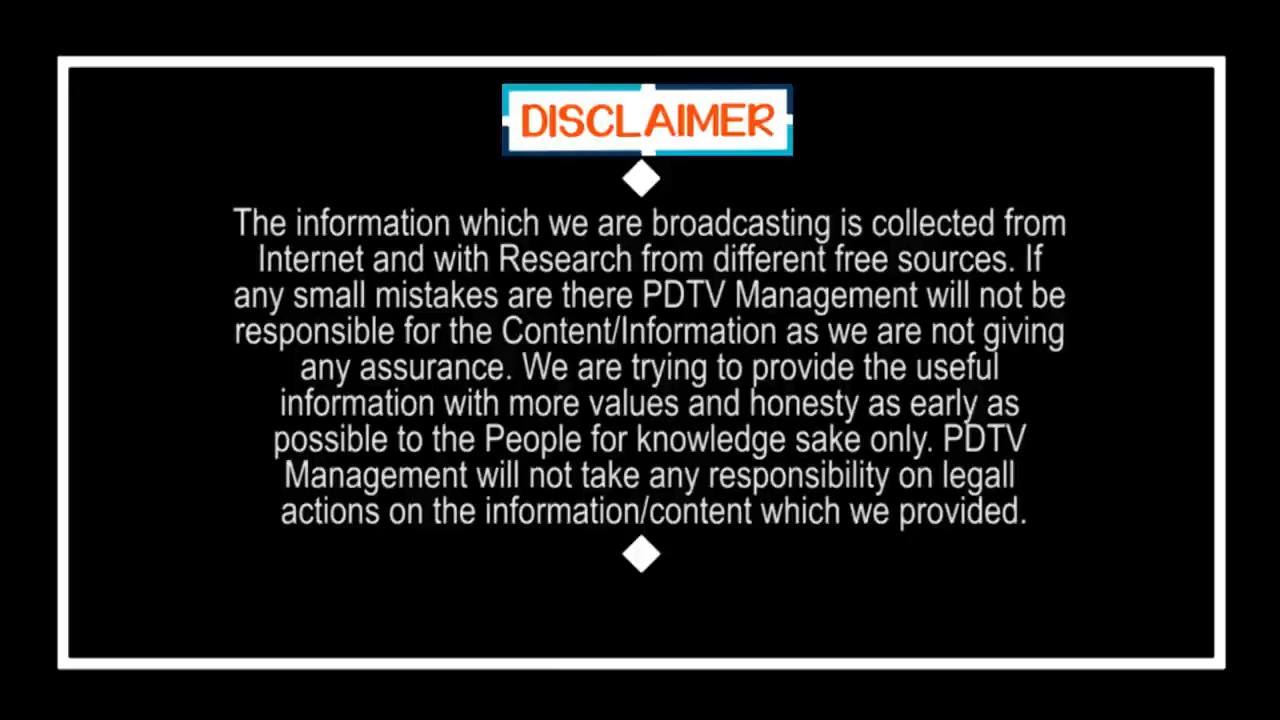 DISCLAIMER
The information which we are broadcasting is collected from
Internet and with Research from different free sources. If
any small mistakes are there PDTV Management will not be
responsible for the Content/Information as we are not giving
any assurance. We are trying to provide the useful
information with more values and honesty as early as
possible to the People for knowledge sake only. PDTV
Management will not take any responsibility on legall
actions on the information/content which we provided.